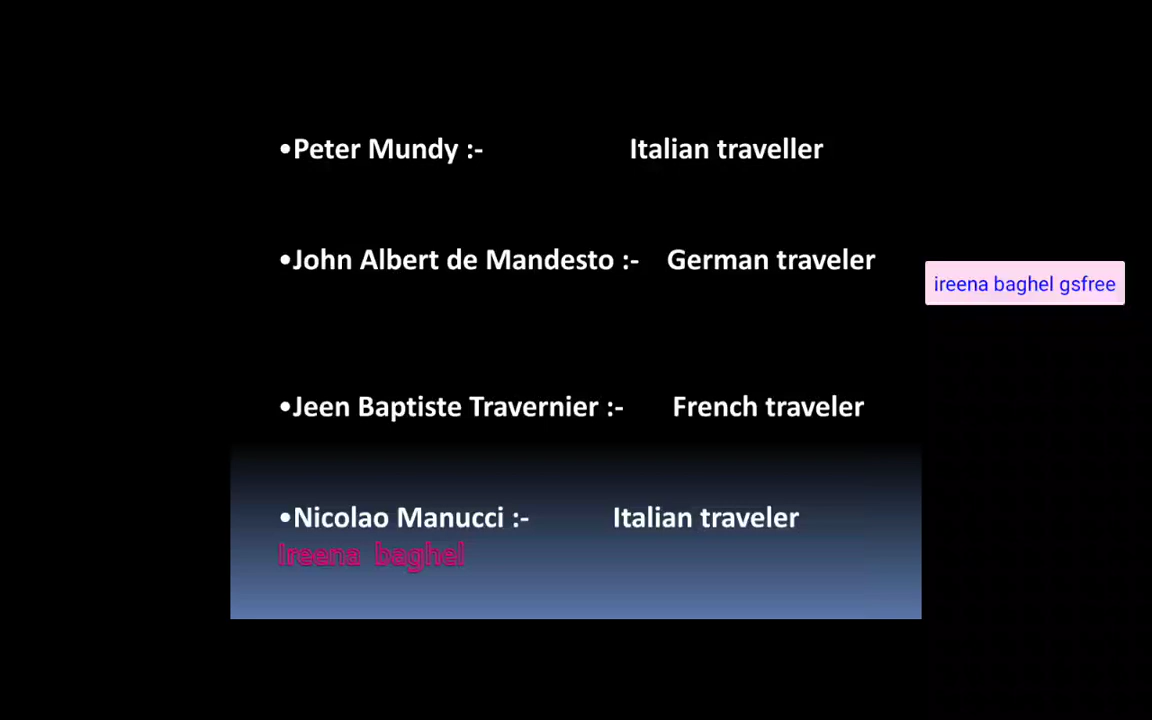 •Peter Mundy :- Italian traveller
•John Albert de Mandesto :- German traveler
ireena baghel gsfree
•Jeen Baptiste Travernier :- French traveler
•Nicolao Manucci :- Italian traveler
Ireena baghel